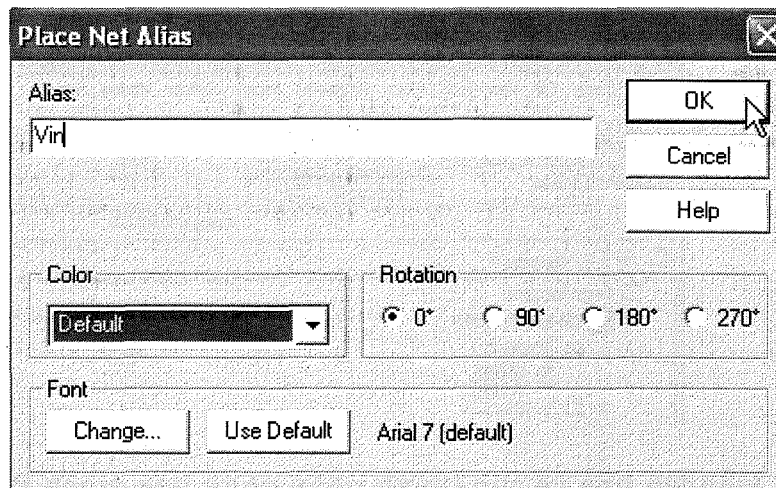 Place Net Alias
Alias:
Vin
OK
Cancel
Help
Color
Default
Rotation
0° 90° 180° 270°
Font
Change... Use Default Arial 7 (default)